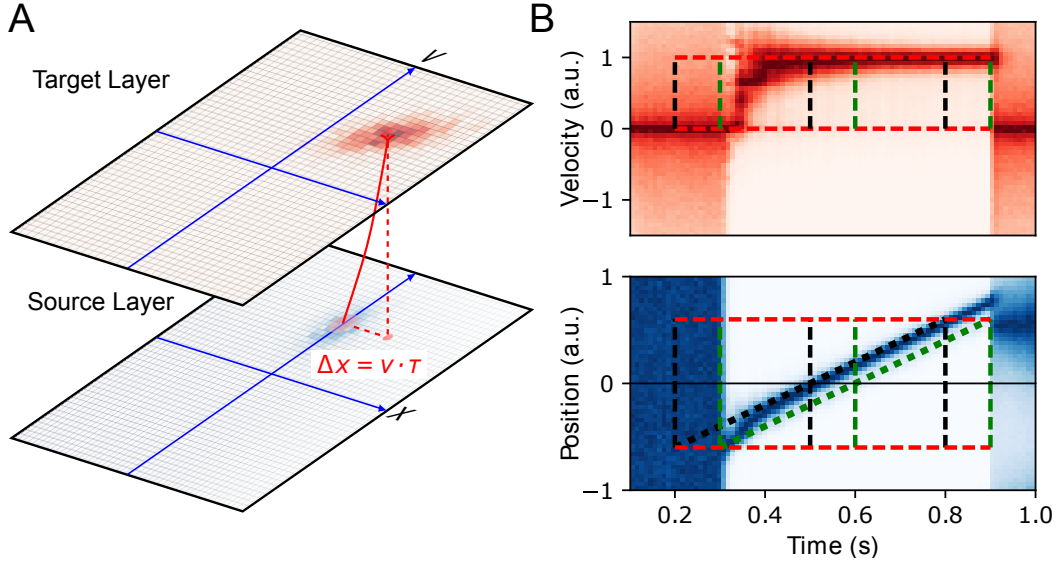 A
Target Layer
V
Source Layer
Δx = v · τ
X
B
Velocity (a.u.)
1
0
−1
Position (a.u.)
1
0
−1
0.2 0.4 0.6 0.8 1.0
Time (s)